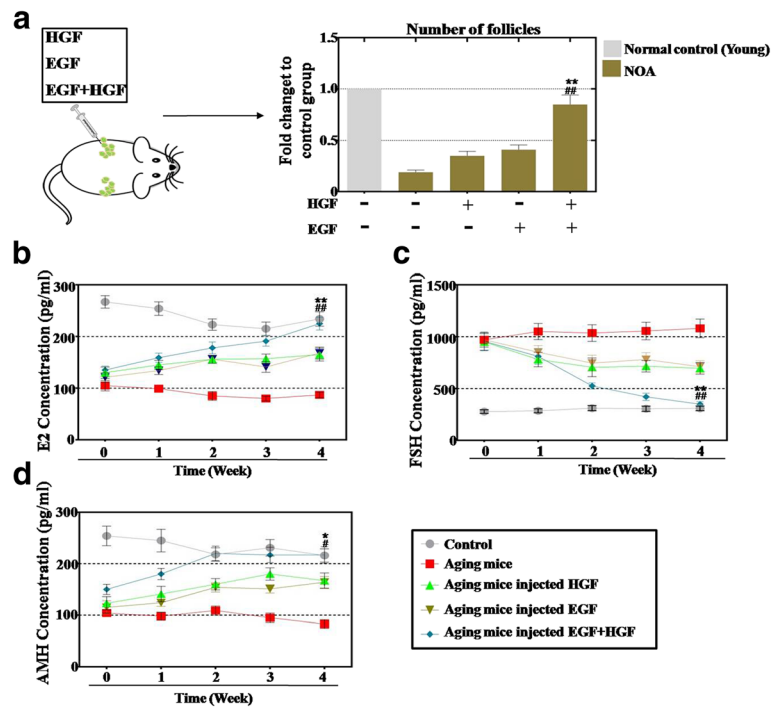 a
HGF
EGF
EGF+HGF
Number of follicles
Fold changet to
control group
1.5
1.0
0.5
0
**
##
Normal control (Young)
NOA
HGF - - + - +
EGF - - - + +
b
E2 Concentration (pg/ml)
300
200
100
0
**
##
0 1 2 3 4
Time (Week)
c
FSH Concentration (pg/ml)
1500
1000
500
0
**
##
0 1 2 3 4
Time (Week)
d
AMH Concentration (pg/ml)
300
200
100
0
*
#
0 1 2 3 4
Time (Week)
Control
Aging mice
Aging mice injected HGF
Aging mice injected EGF
Aging mice injected EGF+HGF